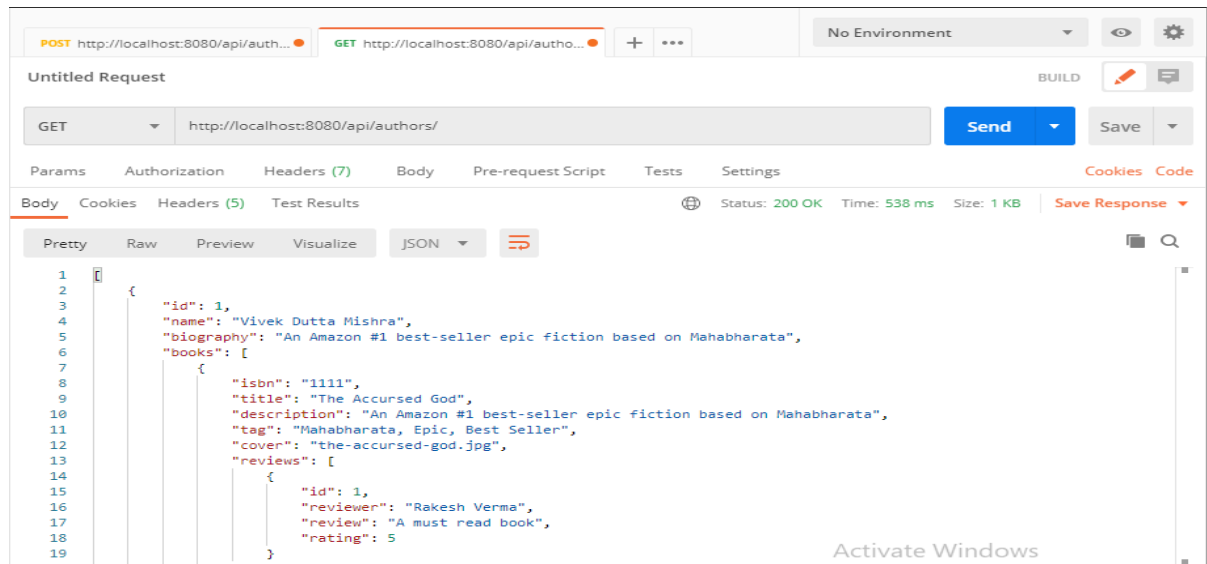 POST http://localhost:8080/api/auth... GET http://localhost:8080/api/autho... + ••• No Environment
Untitled Request BUILD
GET http://localhost:8080/api/authors/ Send Save
Params Authorization Headers (7) Body Pre-request Script Tests Settings Cookies Code
Body Cookies Headers (5) Test Results Status: 200 OK Time: 538 ms Size: 1 KB Save Response
Pretty Raw Preview Visualize JSON
1 [
2 {
3 "id": 1,
4 "name": "Vivek Dutta Mishra",
5 "biography": "An Amazon #1 best-seller epic fiction based on Mahabharata",
6 "books": [
7 {
8 "isbn": "1111",
9 "title": "The Accursed God",
10 "description": "An Amazon #1 best-seller epic fiction based on Mahabharata",
11 "tag": "Mahabharata, Epic, Best Seller",
12 "cover": "the-accursed-god.jpg",
13 "reviews": [
14 {
15 "id": 1,
16 "reviewer": "Rakesh Verma",
17 "review": "A must read book",
18 "rating": 5
19 }
Activate Windows